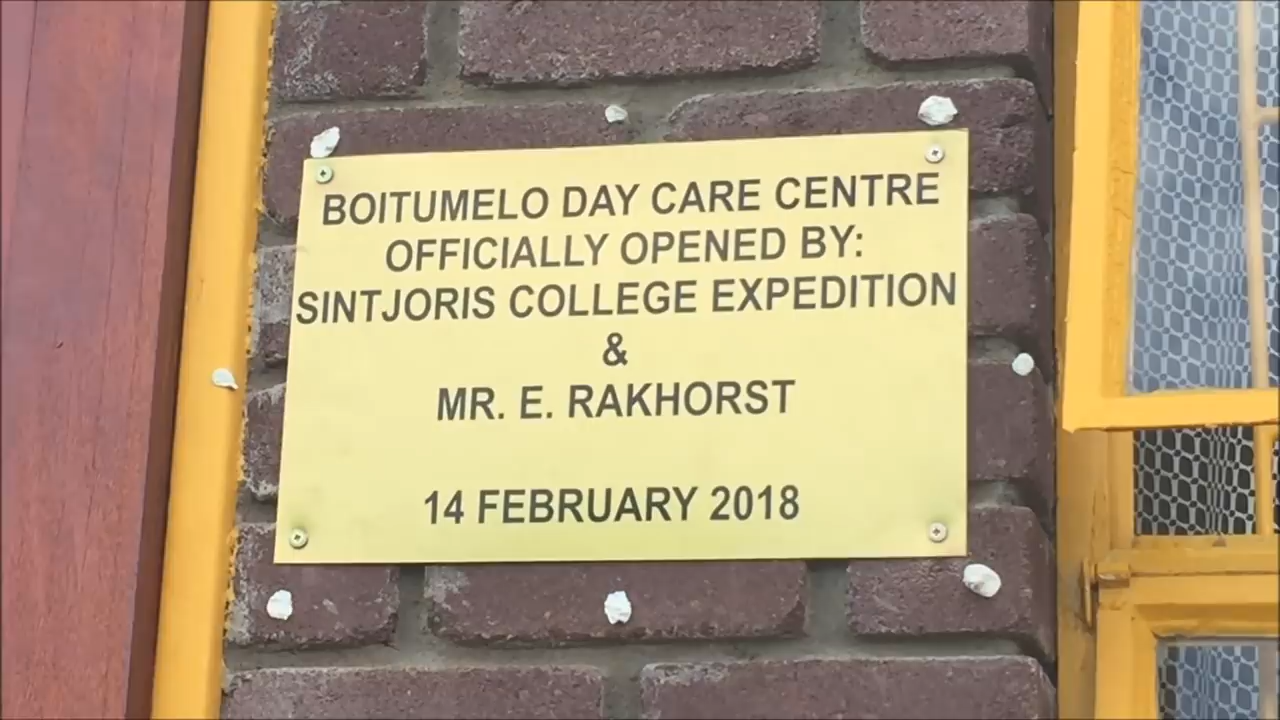 BOITUMELO DAY CARE CENTRE
OFFICIALLY OPENED BY:
SINTJORIS COLLEGE EXPEDITION
&
MR. E. RAKHORST
14 FEBRUARY 2018